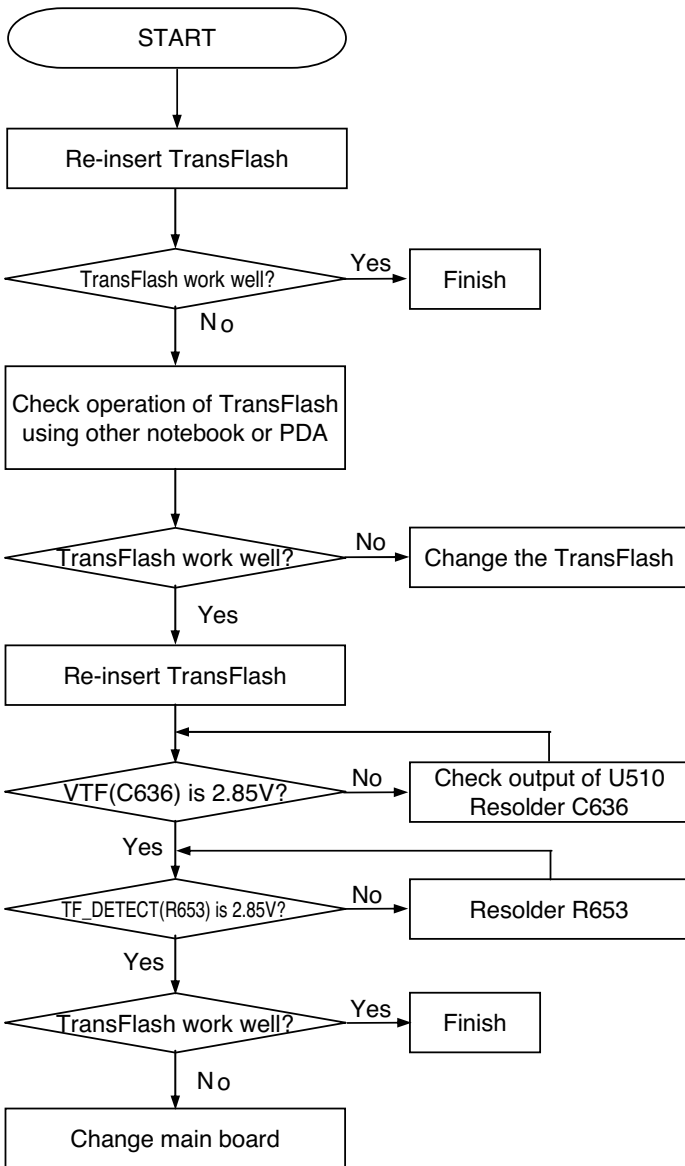 START
Re-insert TransFlash
TransFlash work well?
Yes
Finish
No
Check operation of TransFlash
using other notebook or PDA
TransFlash work well?
No
Change the TransFlash
Yes
Re-insert TransFlash
VTF(C636) is 2.85V?
No
Check output of U510
Resolder C636
Yes
TF_DETECT(R653) is 2.85V?
No
Resolder R653
Yes
TransFlash work well?
Yes
Finish
No
Change main board